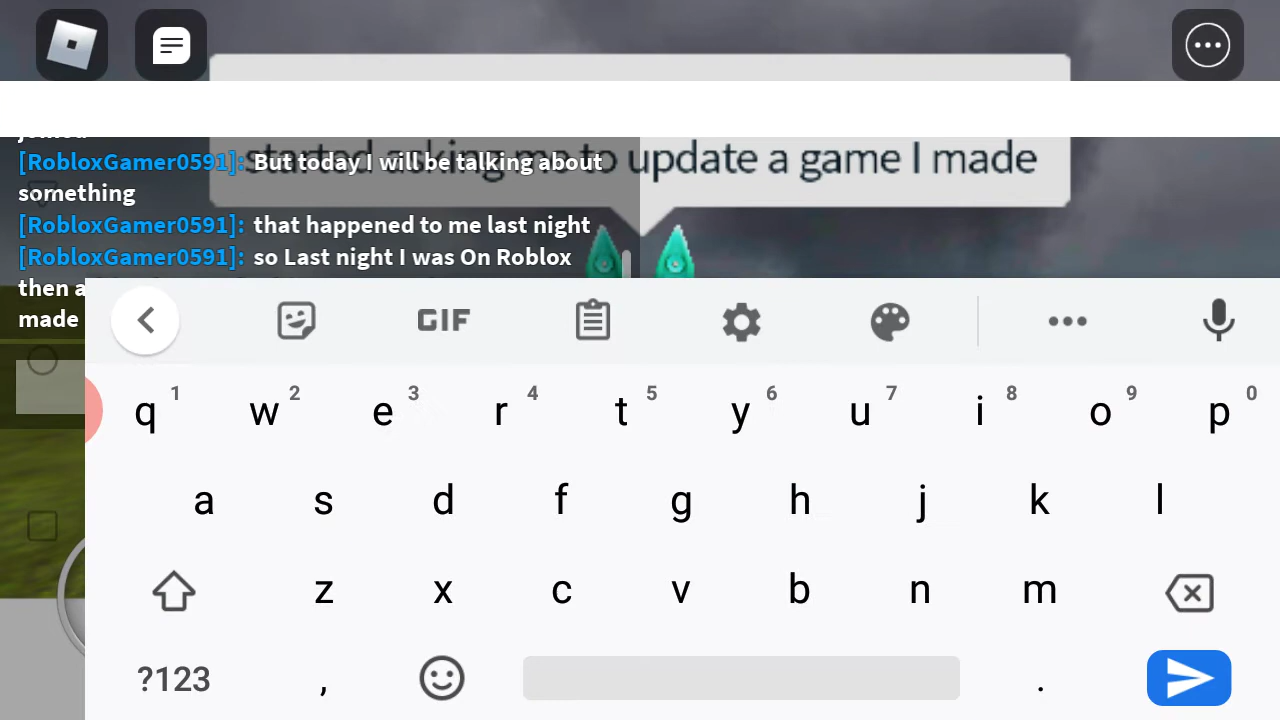 started asking me to update a game I made
[RobloxGamer0591]: But today I will be talking about
something
[RobloxGamer0591]: that happened to me last night
[RobloxGamer0591]: so Last night I was On Roblox
then a
made
GIF
q 1 w 2 e 3 r 4 t 5 y 6 u 7 i 8 o 9 p 0
a s d f g h j k l
z x c v b n m
?123 , .